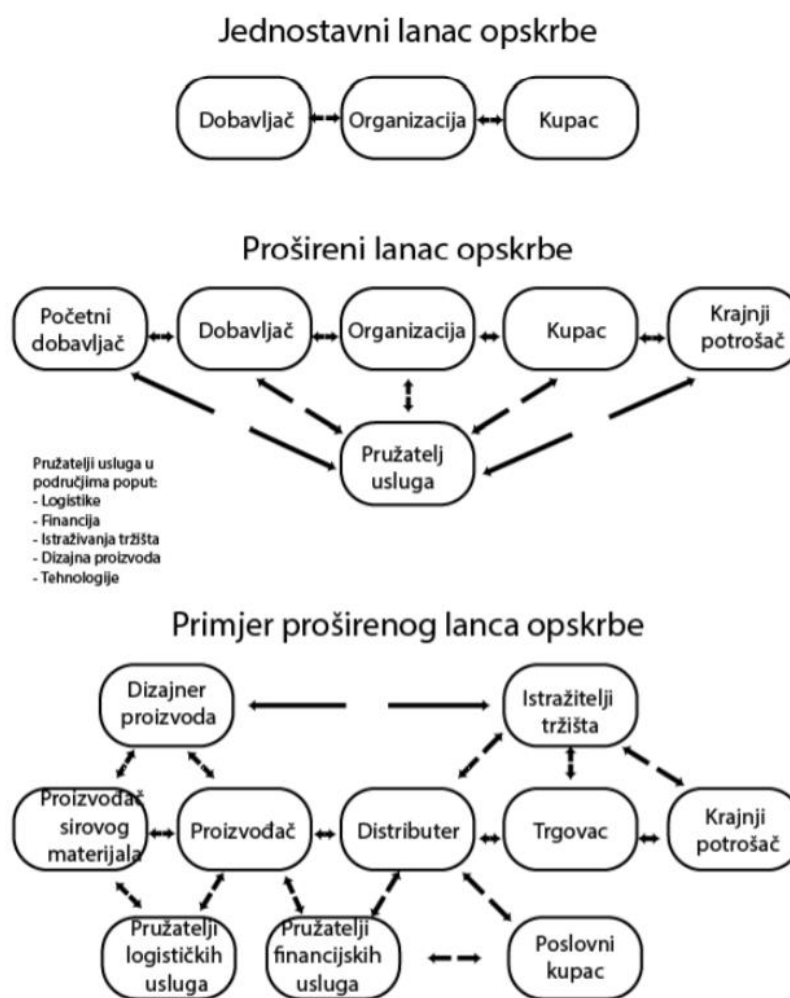 Jednostavni lanac opskrbe
Dobavljač
Organizacija
Kupac
Prošireni lanac opskrbe
Početni
dobavljač
Dobavljač
Organizacija
Kupac
Krajnji
potrošač
Pružatelj
usluga
Pružatelji usluga u
područjima poput:
- Logistike
- Financija
- Istraživanja tržišta
- Dizajna proizvoda
- Tehnologije
Primjer proširenog lanca opskrbe
Dizajner
proizvoda
Istražitelji
tržišta
Proizvođač
sirovog
materijala
Proizvođač
Distributer
Trgovac
Krajnji
potrošač
Pružatelji
logističkih
usluga
Pružatelji
financijskih
usluga
Poslovni
kupac